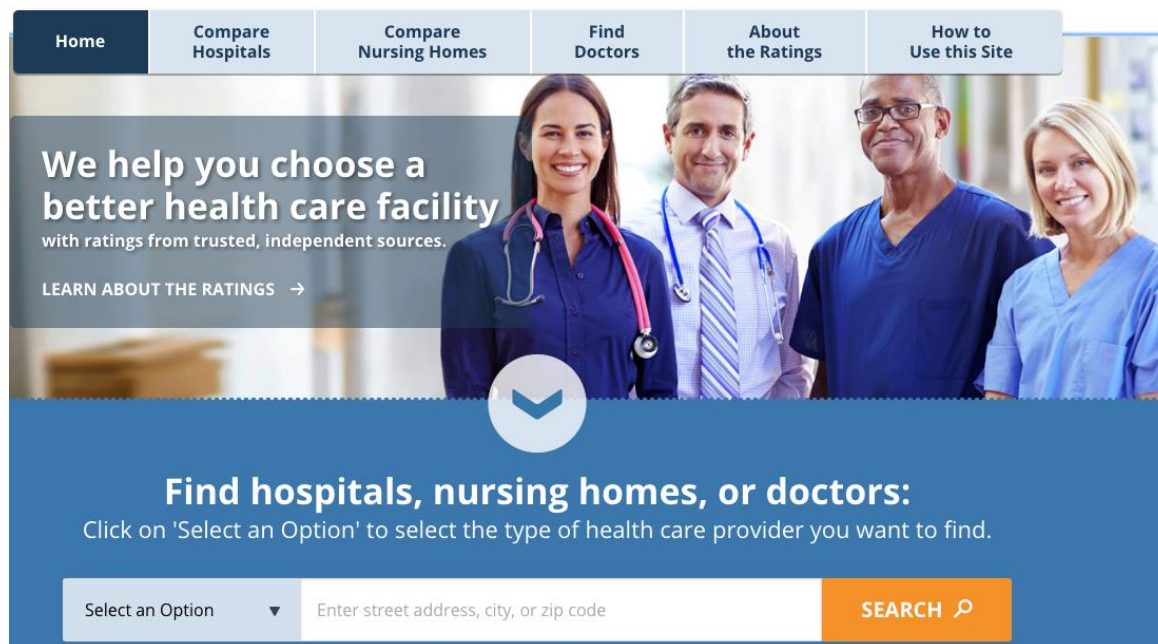 Home
Compare
Hospitals
Compare
Nursing Homes
Find
Doctors
About
the Ratings
How to
Use this Site
We help you choose a
better health care facility
with ratings from trusted, independent sources.
LEARN ABOUT THE RATINGS →
Find hospitals, nursing homes, or doctors:
Click on 'Select an Option' to select the type of health care provider you want to find.
Select an Option
Enter street address, city, or zip code
SEARCH